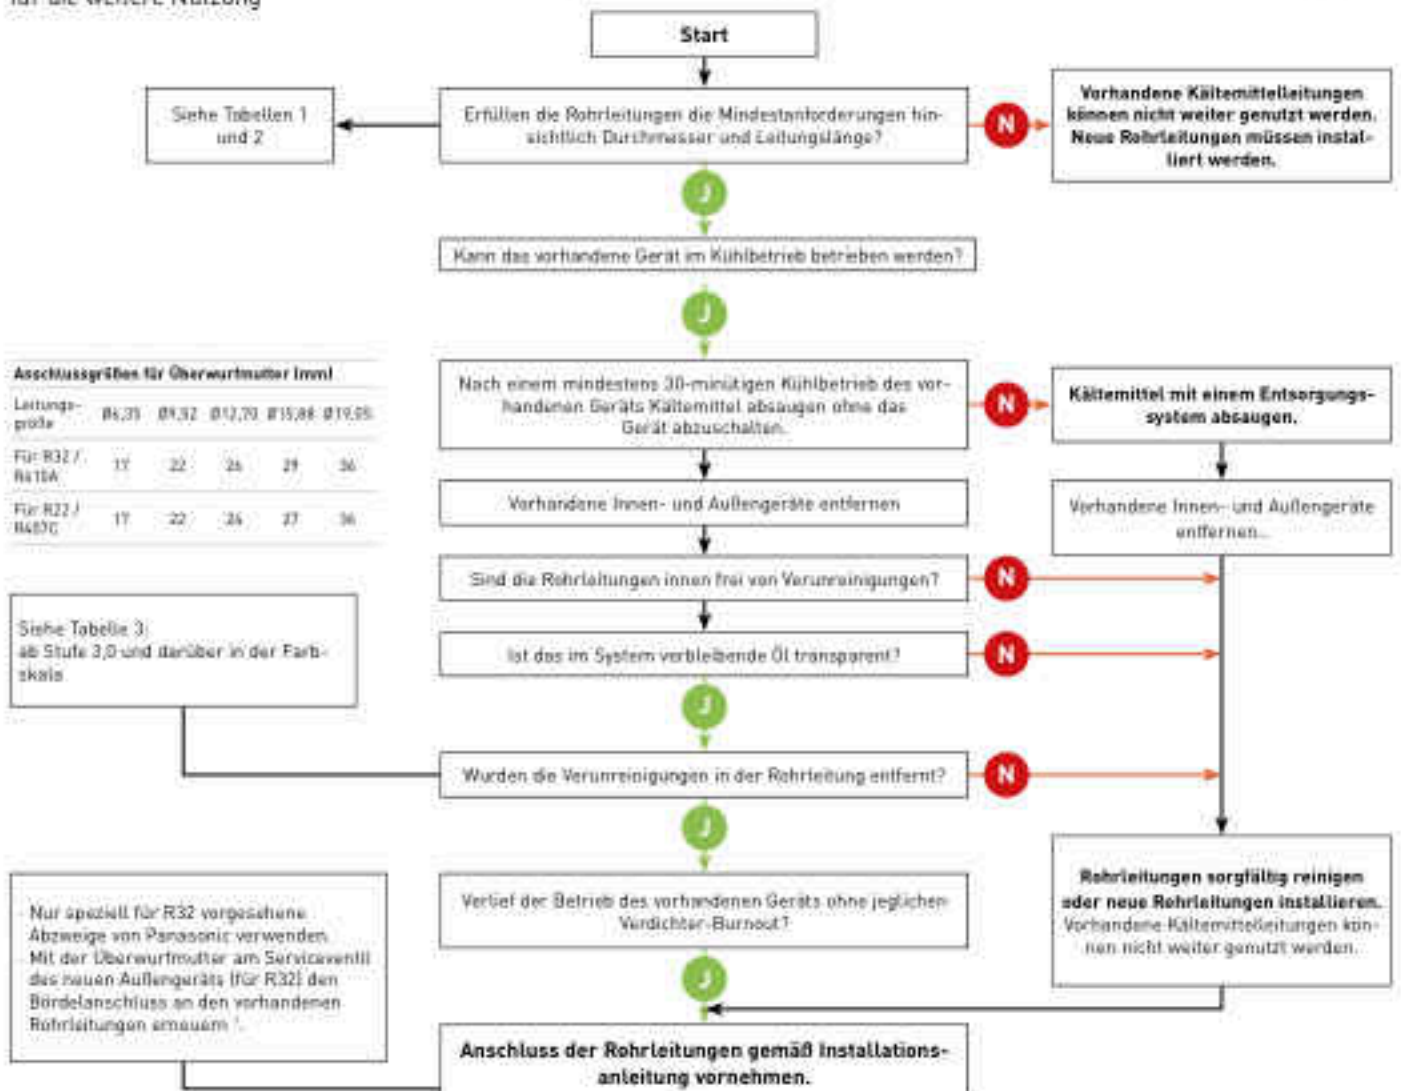 für die weitere Nutzung
Start
Siehe Tabellen 1
und 2
Erfüllen die Rohrleitungen die Mindestanforderungen hin-
sichtlich Durchmesser und Leitungslänge?
N
Vorhandene Kältemittelleitungen
können nicht weiter genutzt werden.
Neue Rohrleitungen müssen instal-
liert werden.
J
Kann das vorhandene Gerät im Kühlbetrieb betrieben werden?
J
Anschlussgrößen für Überwurfmutter (mm)
Leitungs-
größe Ø6,35 Ø9,52 Ø12,70 Ø15,88 Ø19,05
Für R32 /
R410A 17 22 26 29 36
Für R22 /
R407C 17 22 24 27 36
Nach einem mindestens 30-minütigen Kühlbetrieb des vor-
handenen Geräts Kältemittel absaugen ohne das
Gerät abzuschalten.
N
Kältemittel mit einem Entsorgungs-
system absaugen.
Vorhandene Innen- und Außengeräte entfernen
Vorhandene Innen- und Außengeräte
entfernen..
Sind die Rohrleitungen innen frei von Verunreinigungen?
N
Siehe Tabelle 3:
ab Stufe 3,0 und darüber in der Farb-
skala
Ist das im System verbleibende Öl transparent?
N
J
Wurden die Verunreinigungen in der Rohrleitung entfernt?
N
J
Rohrleitungen sorgfältig reinigen
oder neue Rohrleitungen installieren.
Vorhandene Kältemittelleitungen kön-
nen nicht weiter genutzt werden.
Verlief der Betrieb des vorhandenen Geräts ohne jeglichen
Verdichter-Burnout?
J
Nur speziell für R32 vorgesehene
Abzweige von Panasonic verwenden.
Mit der Überwurfmutter am Serviceventil
des neuen Außengeräts (für R32) den
Bördelanschluss an den vorhandenen
Rohrleitungen erneuern
Anschluss der Rohrleitungen gemäß Installations-
anleitung vornehmen.